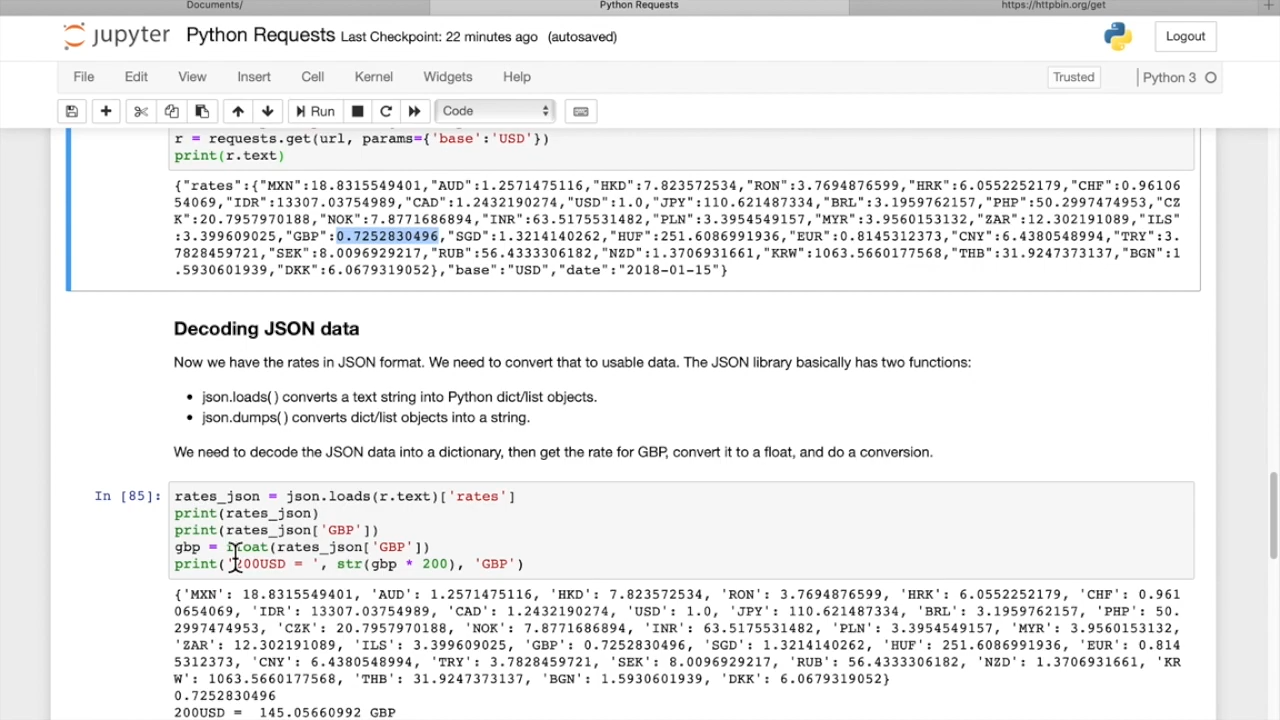 Documents/
Python Requests
https://httpbin.org/get
+
jupyter Python Requests Last Checkpoint: 22 minutes ago (autosaved)
Logout
File Edit View Insert Cell Kernel Widgets Help
Trusted
Python 3
Run
Code
r = requests.get(url, params={'base':'USD'})
print(r.text)
{"rates":{"MXN":18.8315549401,"AUD":1.2571475116,"HKD":7.823572534,"RON":3.7694876599,"HRK":6.0552252179,"CHF":0.9610
654069,"IDR":13307.03754989,"CAD":1.2432190274,"USD":1.0,"JPY":110.621487334,"BRL":3.1959762157,"PHP":50.2997474953,"CZ
K":20.7957970188,"NOK":7.8771686894,"INR":63.5175531482,"PLN":3.3954549157,"MYR":3.9560153132,"ZAR":12.302191089,"ILS"
:3.399609025,"GBP":0.7252830496,"SGD":1.3214140262,"HUF":251.6086991936,"EUR":0.8145312373,"CNY":6.4380548994,"TRY":3.
7828459721,"SEK":8.0096929217,"RUB":56.4333306182,"NZD":1.3706931661,"KRW":1063.5660177568,"THB":31.9247373137,"BGN":1
.5930601939,"DKK":6.0679319052},"base":"USD","date":"2018-01-15"}
Decoding JSON data
Now we have the rates in JSON format. We need to convert that to usable data. The JSON library basically has two functions:
• json.loads( ) converts a text string into Python dict/list objects.
• json.dumps( ) converts dict/list objects into a string.
We need to decode the JSON data into a dictionary, then get the rate for GBP, convert it to a float, and do a conversion.
In [85]:
rates_json = json.loads(r.text)['rates']
print(rates_json)
print(rates_json['GBP'])
gbp = float(rates_json['GBP'])
print('200USD = ', str(gbp * 200), 'GBP')
{'MXN': 18.8315549401, 'AUD': 1.2571475116, 'HKD': 7.823572534, 'RON': 3.7694876599, 'HRK': 6.0552252179, 'CHF': 0.961
0654069, 'IDR': 13307.03754989, 'CAD': 1.2432190274, 'USD': 1.0, 'JPY': 110.621487334, 'BRL': 3.1959762157, 'PHP': 50.
2997474953, 'CZK': 20.7957970188, 'NOK': 7.8771686894, 'INR': 63.5175531482, 'PLN': 3.3954549157, 'MYR': 3.9560153132,
'ZAR': 12.302191089, 'ILS': 3.399609025, 'GBP': 0.7252830496, 'SGD': 1.3214140262, 'HUF': 251.6086991936, 'EUR': 0.814
5312373, 'CNY': 6.4380548994, 'TRY': 3.7828459721, 'SEK': 8.0096929217, 'RUB': 56.4333306182, 'NZD': 1.3706931661, 'KR
W': 1063.5660177568, 'THB': 31.9247373137, 'BGN': 1.5930601939, 'DKK': 6.0679319052}
0.7252830496
200USD =  145.05660992 GBP